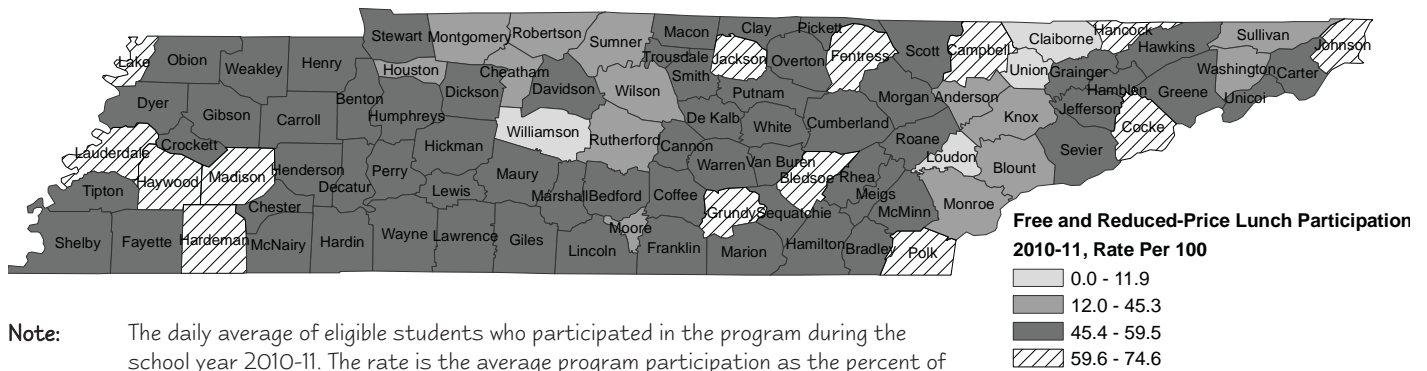 Stewart
Montgomery
Robertson
Sumner
Macon
Clay
Pickett
Scott
Campbell
Claiborne
Hancock
Hawkins
Sullivan
Johnson
Lake
Obion
Weakley
Henry
Houston
Cheatham
Trousdale
Smith
Jackson
Overton
Fentress
Union
Grainger
Washington
Carter
Dyer
Gibson
Carroll
Benton
Humphreys
Dickson
Davidson
Wilson
Putnam
Morgan
Anderson
Hamblen
Jefferson
Greene
Unicoi
Lauderdale
Crockett
Williamson
Rutherford
De Kalb
White
Cumberland
Roane
Knox
Cocke
Haywood
Madison
Henderson
Decatur
Perry
Hickman
Maury
Cannon
Warren
Van Buren
Bledsoe
Rhea
Loudon
Blount
Sevier
Tipton
Chester
Lewis
Marshall
Bedford
Coffee
Grundy
Sequatchie
Meigs
McMinn
Monroe
Shelby
Fayette
Hardeman
McNairy
Hardin
Wayne
Lawrence
Giles
Lincoln
Moore
Franklin
Marion
Hamilton
Bradley
Polk
Free and Reduced-Price Lunch Participation
2010-11, Rate Per 100
0.0 - 11.9
12.0 - 45.3
45.4 - 59.5
59.6 - 74.6
Note: The daily average of eligible students who participated in the program during the
school year 2010-11. The rate is the average program participation as the percent of